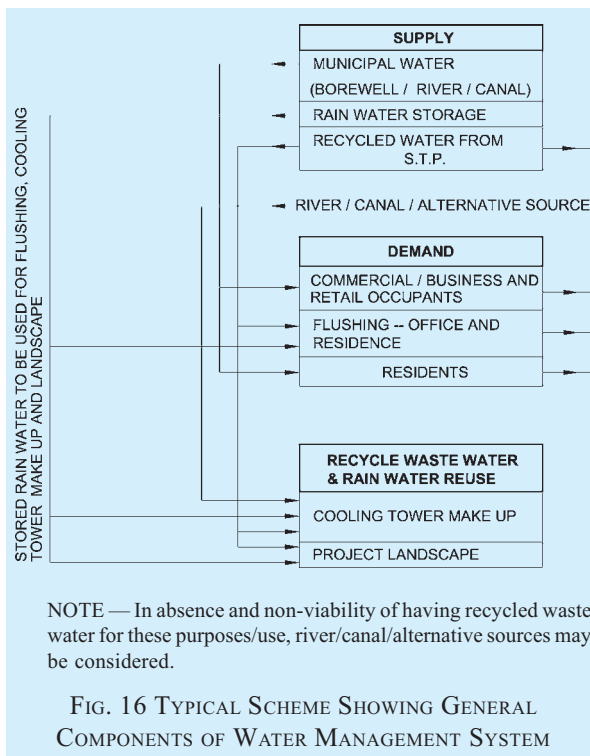 SUPPLY
MUNICIPAL WATER
(BOREWELL / RIVER / CANAL)
RAIN WATER STORAGE
RECYCLED WATER FROM
S.T.P.
RIVER / CANAL / ALTERNATIVE SOURCE
DEMAND
COMMERCIAL / BUSINESS AND
RETAIL OCCUPANTS
FLUSHING -- OFFICE AND
RESIDENCE
RESIDENTS
STORED RAIN WATER TO BE USED FOR FLUSHING, COOLING
TOWER MAKE UP AND LANDSCAPE
RECYCLE WASTE WATER
& RAIN WATER REUSE
COOLING TOWER MAKE UP
PROJECT LANDSCAPE
NOTE — In absence and non-viability of having recycled waste
water for these purposes/use, river/canal/alternative sources may
be considered.
FIG. 16 TYPICAL SCHEME SHOWING GENERAL
COMPONENTS OF WATER MANAGEMENT SYSTEM